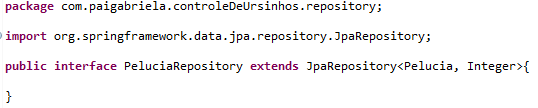 package com.paigabriela.controleDeUrsinhos.repository;
import org.springframework.data.jpa.repository.JpaRepository;
public interface PeluciaRepository extends JpaRepository<Pelucia, Integer>{
}